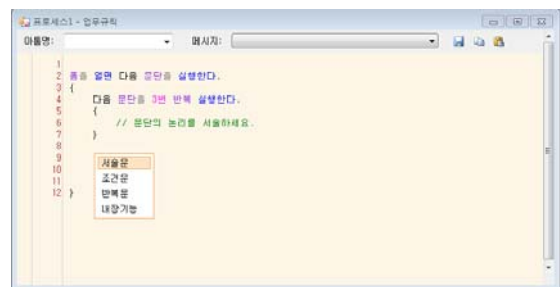 프로세스1 - 업무규칙
아톰명: 메시지:
1
2 폼을 열면 다음 문단을 실행한다.
3 {
4 다음 문단을 3번 반복 실행한다.
5 {
6 // 문단의 논리를 서술하세요.
7 }
8
9 서술문
10 조건문
11 반복문
12 } 내장기능